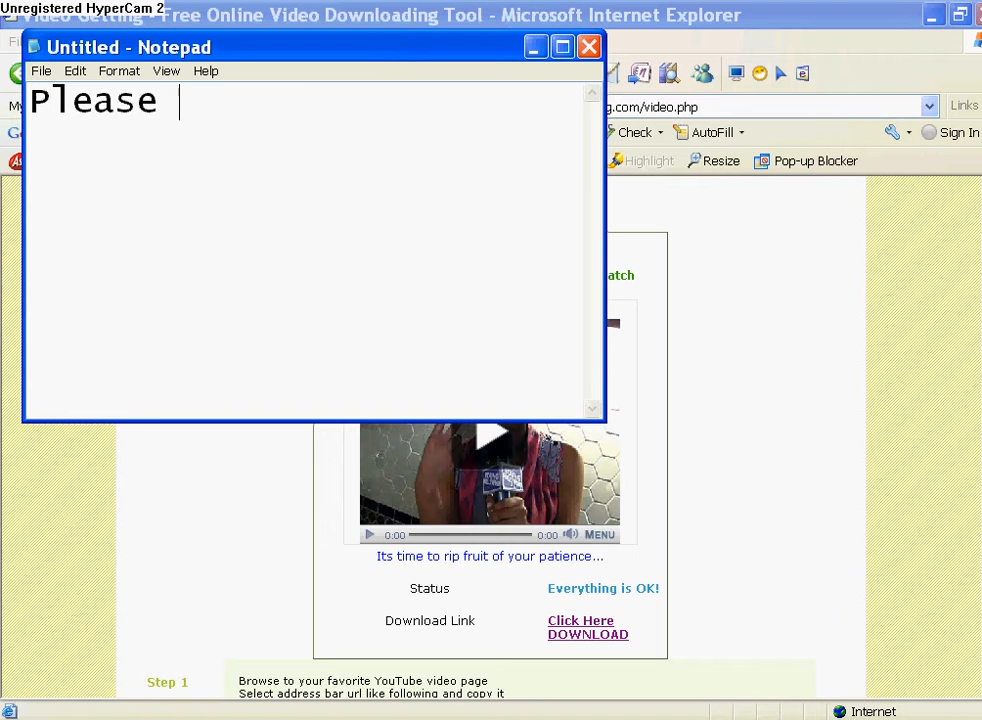 Unregistered HyperCam 2
Video Getting - Free Online Video Downloading Tool - Microsoft Internet Explorer
Untitled - Notepad
File Edit Format View Help
Please
g.com/video.php
Links
Check
AutoFill
Sign In
Highlight
Resize
Pop-up Blocker
atch
0:00
0:00
MENU
Its time to rip fruit of your patience...
Status
Everything is OK!
Download Link
Click Here
DOWNLOAD
Step 1
Browse to your favorite YouTube video page
Select address bar url like following and copy it
Internet